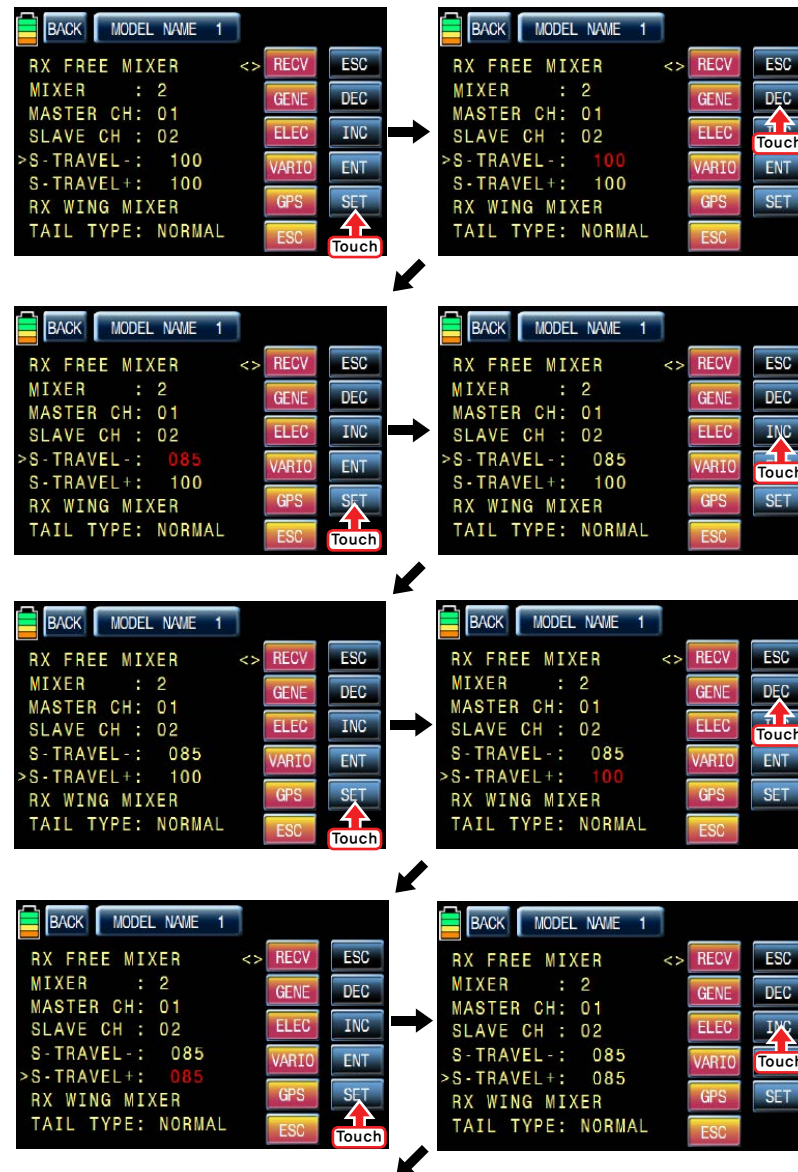 BACK MODEL NAME 1
RX FREE MIXER <> RECV ESC
MIXER : 2 GENE DEC
MASTER CH: 01
SLAVE CH : 02 ELEC INC
>S-TRAVEL-: 100 VARIO ENT
S-TRAVEL+: 100
RX WING MIXER GPS SET
TAIL TYPE: NORMAL ESC
Touch
BACK MODEL NAME 1
RX FREE MIXER <> RECV ESC
MIXER : 2 GENE DEC
MASTER CH: 01
SLAVE CH : 02 ELEC
Touch
>S-TRAVEL-: 100 VARIO ENT
S-TRAVEL+: 100
RX WING MIXER GPS SET
TAIL TYPE: NORMAL ESC
BACK MODEL NAME 1
RX FREE MIXER <> RECV ESC
MIXER : 2 GENE DEC
MASTER CH: 01
SLAVE CH : 02 ELEC INC
>S-TRAVEL-: 085 VARIO ENT
S-TRAVEL+: 100
RX WING MIXER GPS SET
TAIL TYPE: NORMAL ESC
Touch
BACK MODEL NAME 1
RX FREE MIXER <> RECV ESC
MIXER : 2 GENE DEC
MASTER CH: 01
SLAVE CH : 02 ELEC INC
>S-TRAVEL-: 085 VARIO
Touch
S-TRAVEL+: 100
RX WING MIXER GPS SET
TAIL TYPE: NORMAL ESC
BACK MODEL NAME 1
RX FREE MIXER <> RECV ESC
MIXER : 2 GENE DEC
MASTER CH: 01
SLAVE CH : 02 ELEC INC
S-TRAVEL-: 085 VARIO ENT
>S-TRAVEL+: 100
RX WING MIXER GPS SET
TAIL TYPE: NORMAL ESC
Touch
BACK MODEL NAME 1
RX FREE MIXER <> RECV ESC
MIXER : 2 GENE DEC
MASTER CH: 01
SLAVE CH : 02 ELEC
Touch
S-TRAVEL-: 085 VARIO ENT
>S-TRAVEL+: 100
RX WING MIXER GPS SET
TAIL TYPE: NORMAL ESC
BACK MODEL NAME 1
RX FREE MIXER <> RECV ESC
MIXER : 2 GENE DEC
MASTER CH: 01
SLAVE CH : 02 ELEC INC
S-TRAVEL-: 085 VARIO ENT
>S-TRAVEL+: 085
RX WING MIXER GPS SET
TAIL TYPE: NORMAL ESC
Touch
BACK MODEL NAME 1
RX FREE MIXER <> RECV ESC
MIXER : 2 GENE DEC
MASTER CH: 01
SLAVE CH : 02 ELEC INC
S-TRAVEL-: 085 VARIO
Touch
>S-TRAVEL+: 085
RX WING MIXER GPS SET
TAIL TYPE: NORMAL ESC